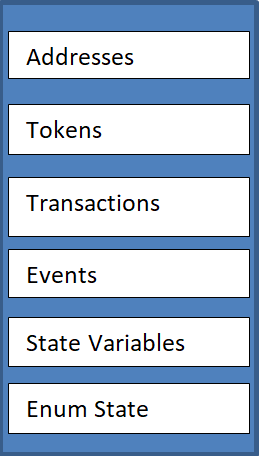 Addresses
Tokens
Transactions
Events
State Variables
Enum State